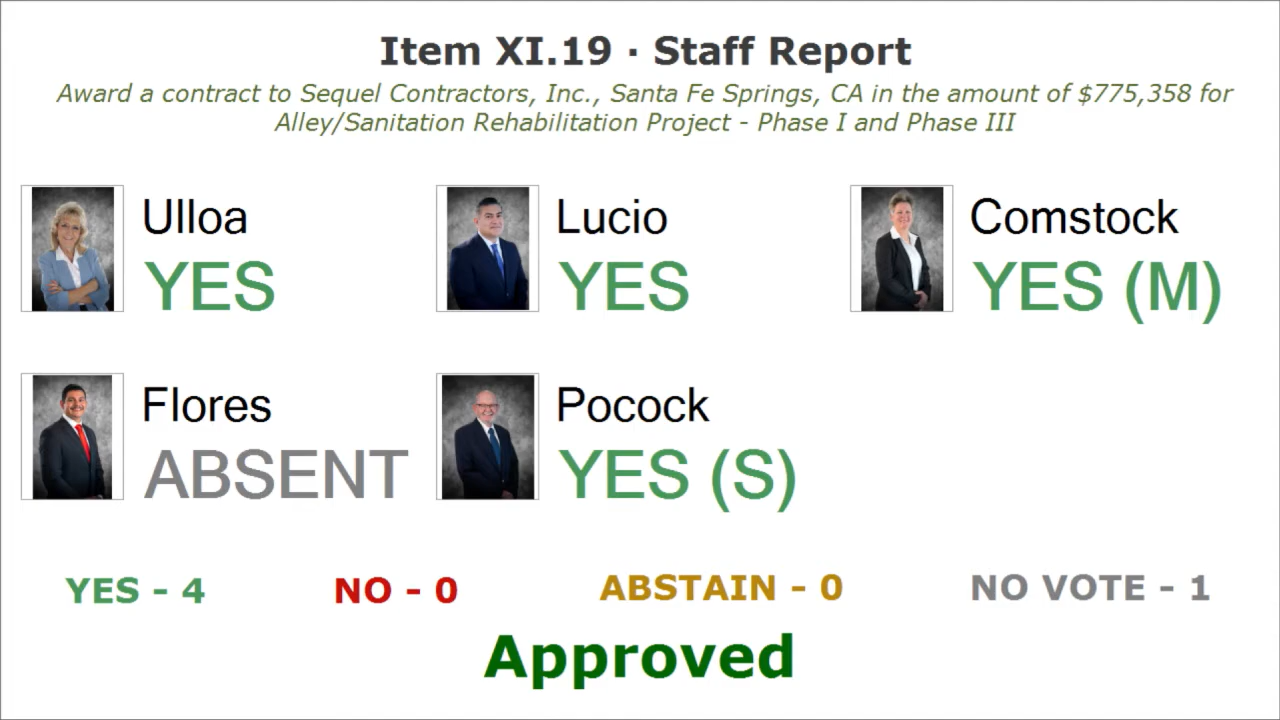 Item XI.19 · Staff Report
Award a contract to Sequel Contractors, Inc., Santa Fe Springs, CA in the amount of $775,358 for
Alley/Sanitation Rehabilitation Project - Phase I and Phase III
Ulloa
YES
Lucio
YES
Comstock
YES (M)
Flores
ABSENT
Pocock
YES (S)
YES - 4
NO - 0
ABSTAIN - 0
NO VOTE - 1
Approved